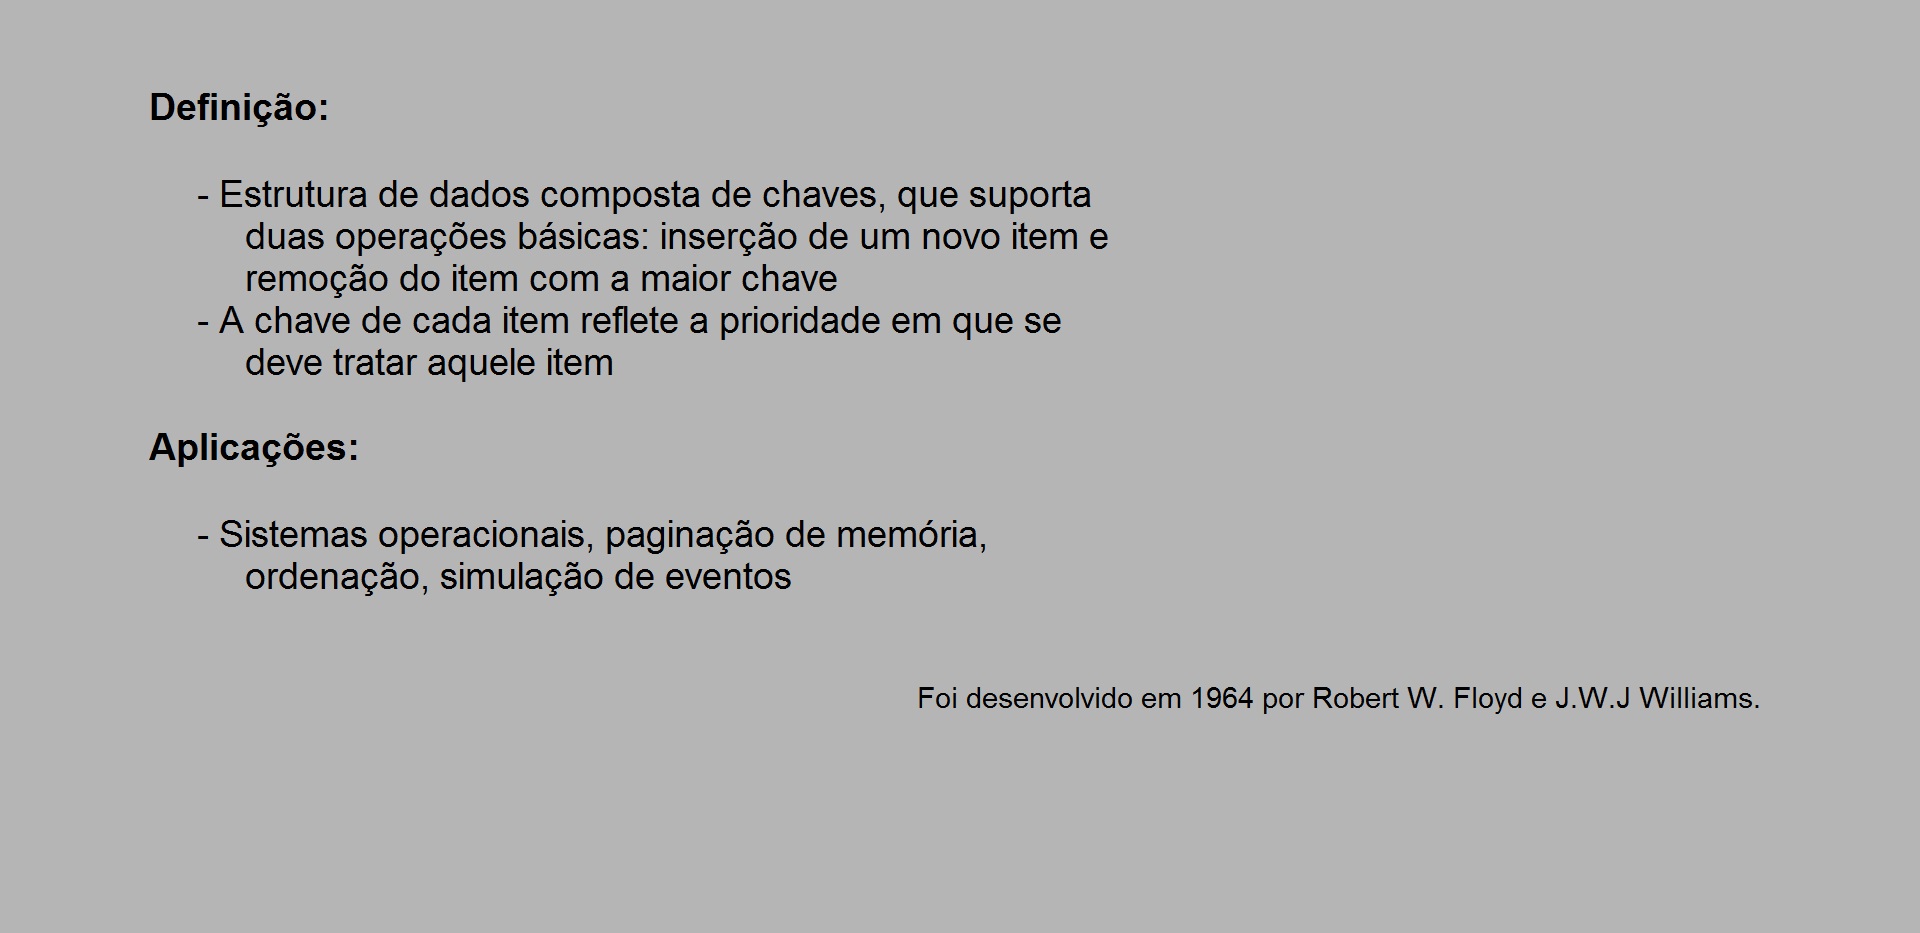 Definição:
- Estrutura de dados composta de chaves, que suporta
duas operações básicas: inserção de um novo item e
remoção do item com a maior chave
- A chave de cada item reflete a prioridade em que se
deve tratar aquele item
Aplicações:
- Sistemas operacionais, paginação de memória,
ordenação, simulação de eventos
Foi desenvolvido em 1964 por Robert W. Floyd e J.W.J Williams.